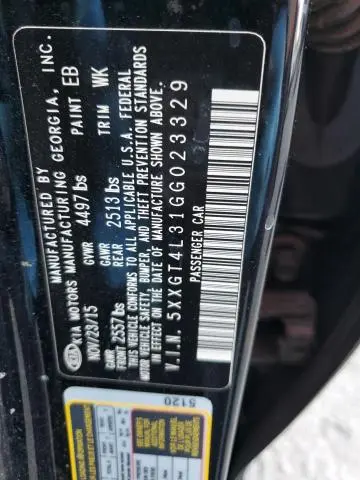 KIA
MANUFACTURED BY
KIA MOTORS MANUFACTURING GEORGIA, INC.
NOV/23/15 GVWR 4497 lbs PAINT EB
GAWR FRONT 2557 lbs GAWR REAR 2513 lbs TRIM WK
THIS VEHICLE CONFORMS TO ALL APPLICABLE U.S.A. FEDERAL
MOTOR VEHICLE SAFETY, BUMPER, AND THEFT PREVENTION STANDARDS
IN EFFECT ON THE DATE OF MANUFACTURE SHOWN ABOVE.
V.I.N. 5XXGT4L31GG023329
PASSENGER CAR
5120